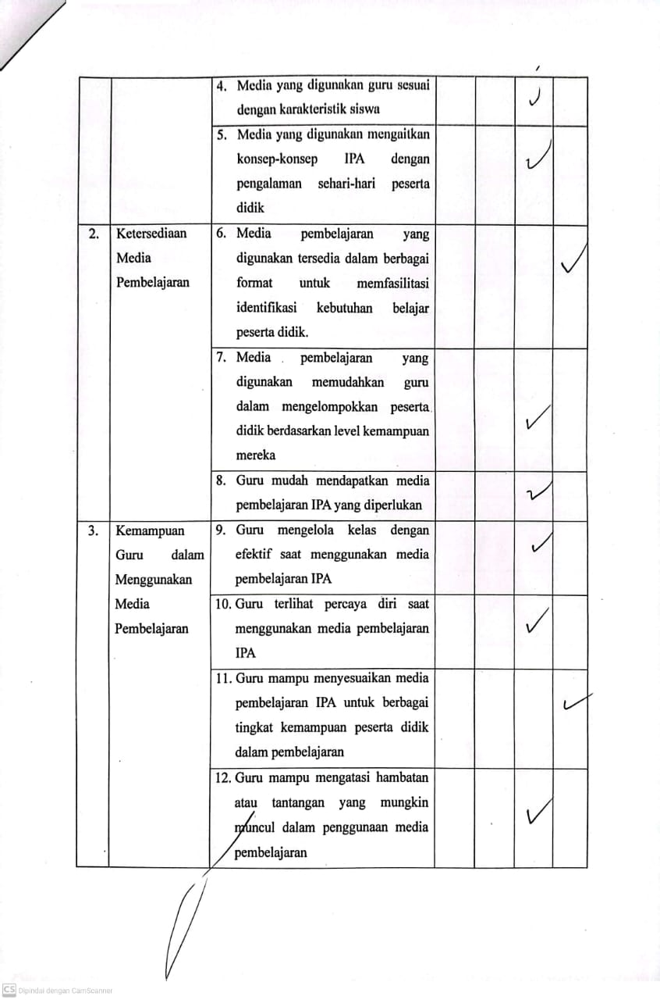 4. Media yang digunakan guru sesuai
dengan karakteristik siswa
5. Media yang digunakan mengaitkan
konsep-konsep IPA dengan
pengalaman sehari-hari peserta
didik
2. Ketersediaan
Media
Pembelajaran
6. Media pembelajaran yang
digunakan tersedia dalam berbagai
format untuk memfasilitasi
identifikasi kebutuhan belajar
peserta didik.
7. Media pembelajaran yang
digunakan memudahkan guru
dalam mengelompokkan peserta
didik berdasarkan level kemampuan
mereka
8. Guru mudah mendapatkan media
pembelajaran IPA yang diperlukan
3. Kemampuan
Guru dalam
Menggunakan
Media
Pembelajaran
9. Guru mengelola kelas dengan
efektif saat menggunakan media
pembelajaran IPA
10. Guru terlihat percaya diri saat
menggunakan media pembelajaran
IPA
11. Guru mampu menyesuaikan media
pembelajaran IPA untuk berbagai
tingkat kemampuan peserta didik
dalam pembelajaran
12. Guru mampu mengatasi hambatan
atau tantangan yang mungkin
muncul dalam penggunaan media
pembelajaran
CS Dipindai dengan CamScanner